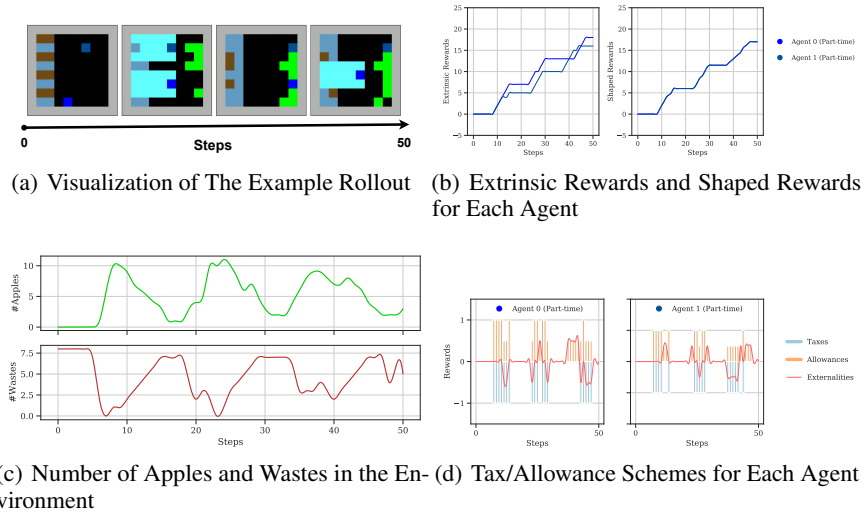 0
Steps
50
(a) Visualization of The Example Rollout
25
20
15
10
5
0
−5
Extrinsic Rewards
0 10 20 30 40 50
Steps
25
20
15
10
5
0
−5
Shaped Rewards
0 10 20 30 40 50
Steps
Agent 0 (Part-time)
Agent 1 (Part-time)
(b) Extrinsic Rewards and Shaped Rewards
for Each Agent
10
5
0
#Apples
7.5
5.0
2.5
0.0
#Wastes
0 10 20 30 40 50
Steps
(c) Number of Apples and Wastes in the En-
vironment
Agent 0 (Part-time)
1
0
−1
Rewards
0 50
Steps
Agent 1 (Part-time)
0 50
Steps
Taxes
Allowances
Externalities
(d) Tax/Allowance Schemes for Each Agent